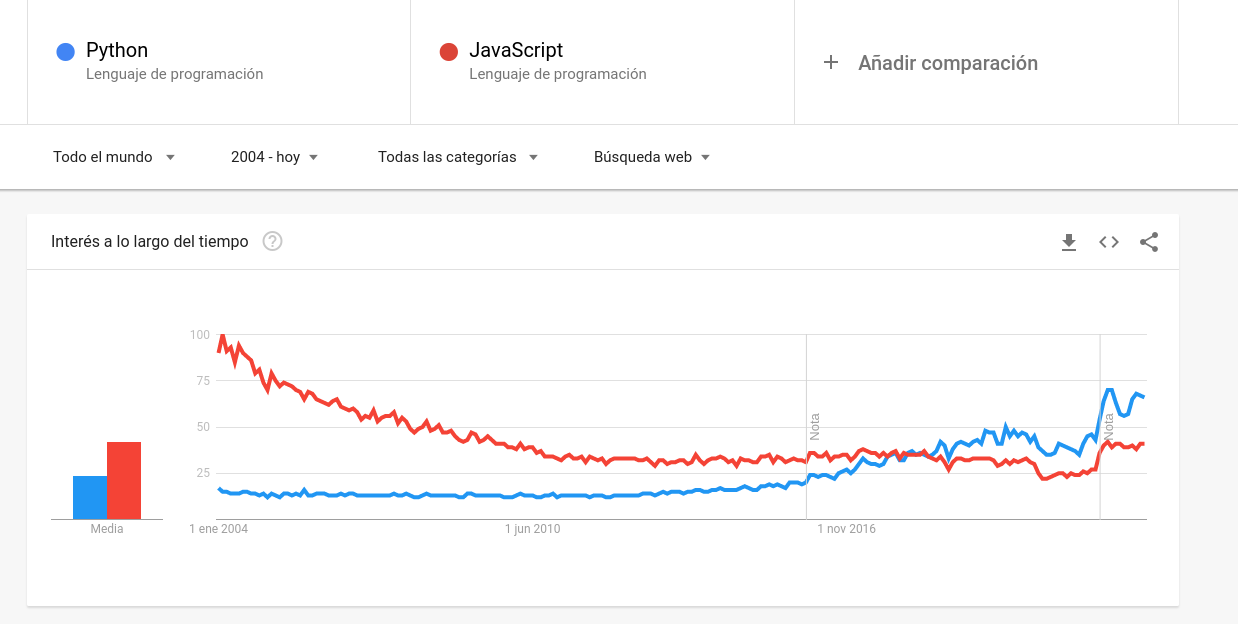 Python
Lenguaje de programación
JavaScript
Lenguaje de programación
+ Añadir comparación
Todo el mundo
2004 - hoy
Todas las categorías
Búsqueda web
Interés a lo largo del tiempo ?
100
75
50
25
Nota
Nota
Media
1 ene 2004
1 jun 2010
1 nov 2016